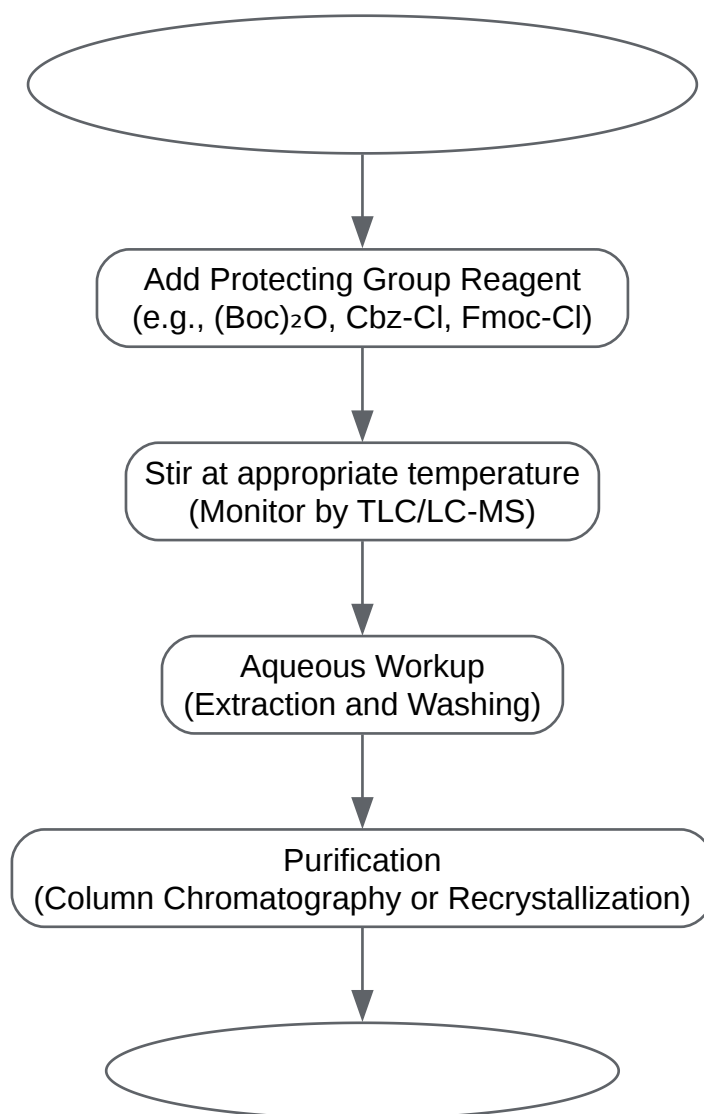 Add Protecting Group Reagent
(e.g., (Boc)₂O, Cbz-Cl, Fmoc-Cl)
Stir at appropriate temperature
(Monitor by TLC/LC-MS)
Aqueous Workup
(Extraction and Washing)
Purification
(Column Chromatography or Recrystallization)